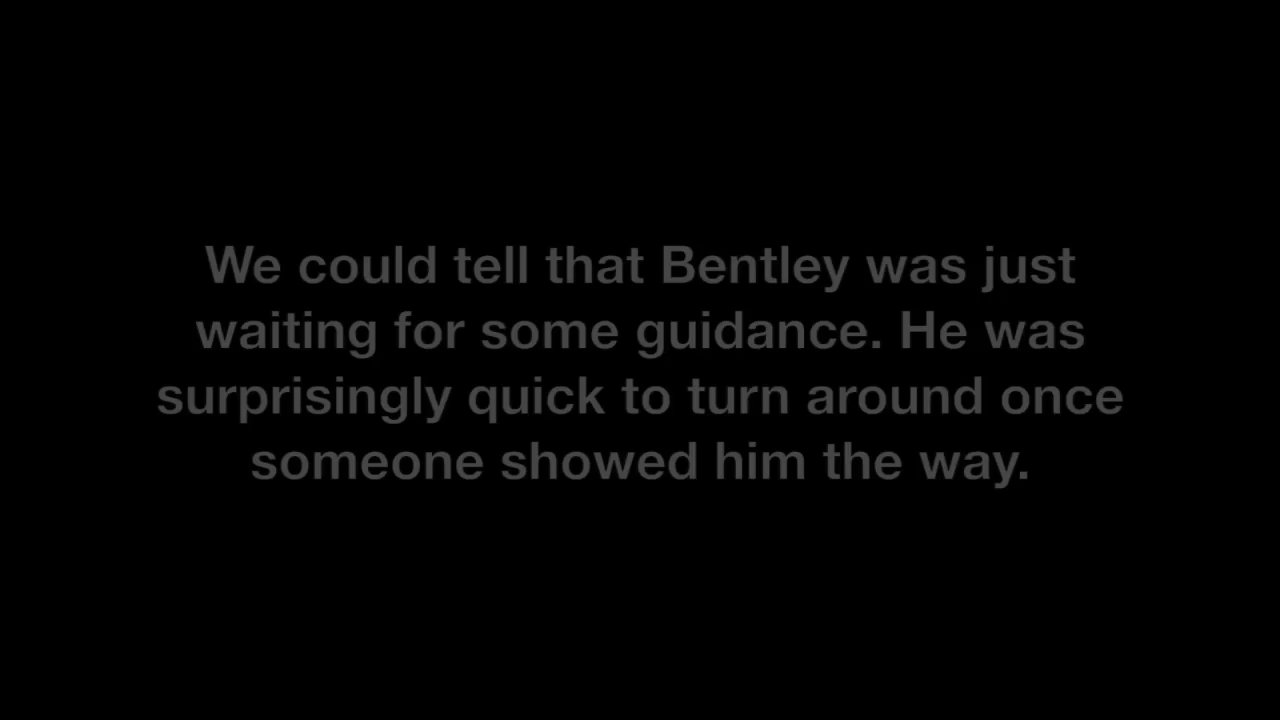 We could tell that Bentley was just
waiting for some guidance. He was
surprisingly quick to turn around once
someone showed him the way.